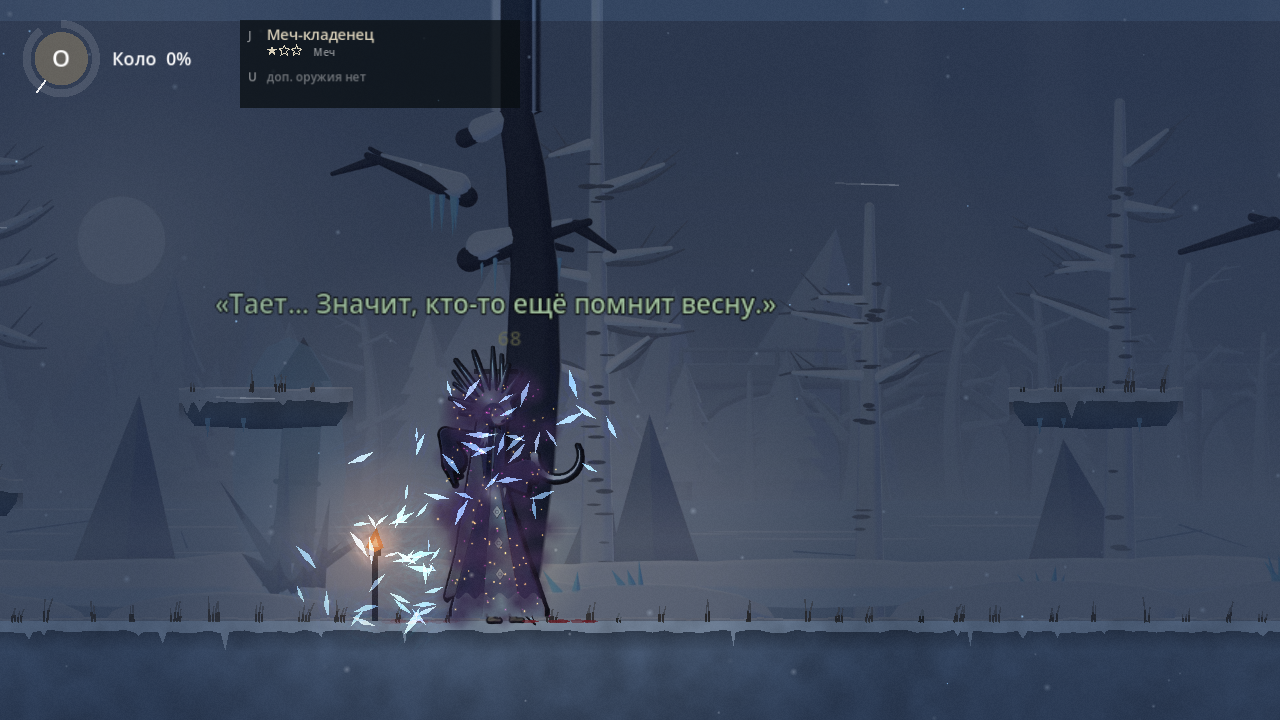 О
Коло 0%
J Меч-кладенец
★☆☆ Меч
U доп. оружия нет
«Тает... Значит, кто-то ещё помнит весну.»
68